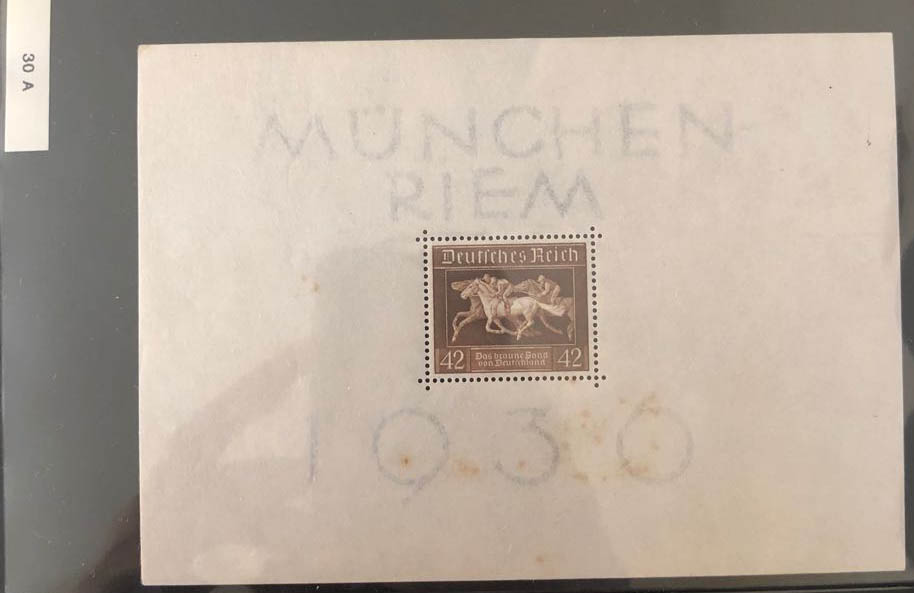 30 A
MÜNCHEN
RIEM
Deutsches Reich
42 Das braune Band 42
von Deutschland
1936